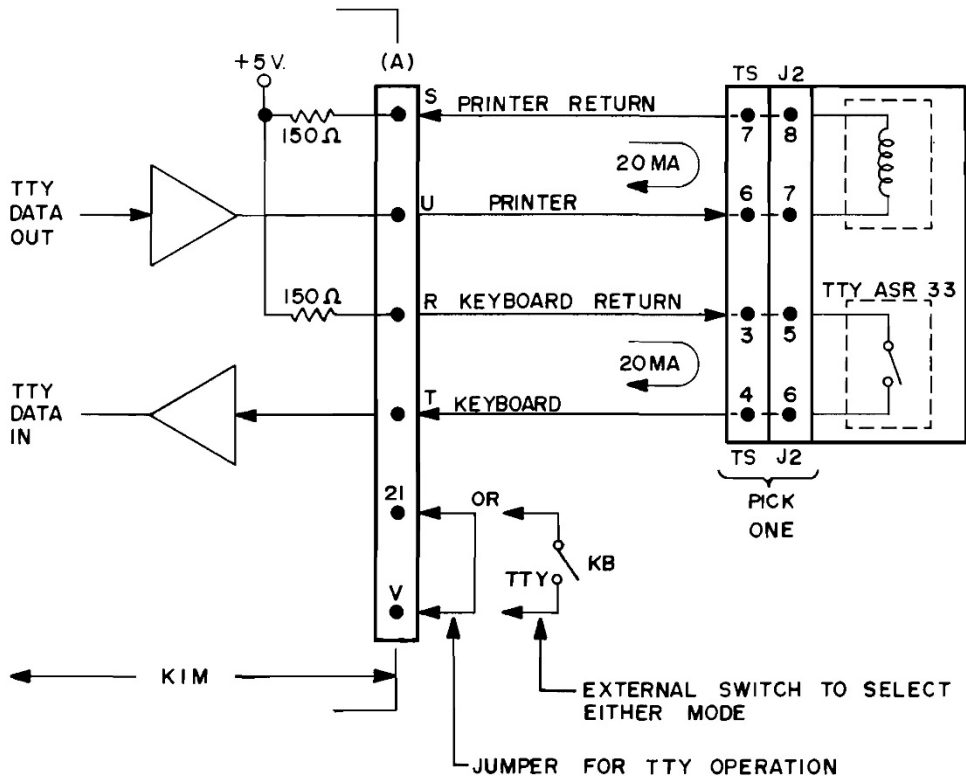 (A)
+5 V.
TS J2
S PRINTER RETURN
150Ω
7 8
20 MA
TTY
DATA
OUT
6 7
U PRINTER
150Ω
R KEYBOARD RETURN
TTY ASR 33
3 5
20 MA
TTY
DATA
IN
T KEYBOARD
4 6
TS J2
21
OR
PICK
ONE
KB
TTY
V
KIM
EXTERNAL SWITCH TO SELECT
EITHER MODE
JUMPER FOR TTY OPERATION